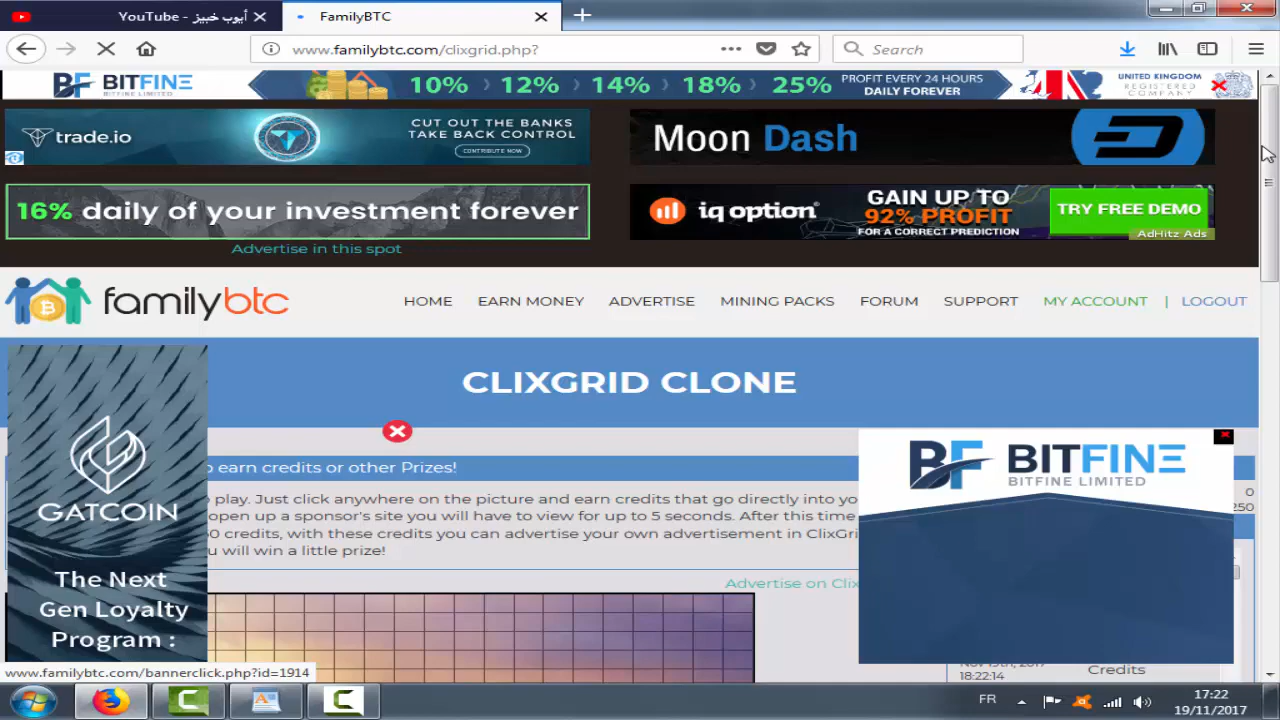 أيوب خبيز - YouTube
FamilyBTC
www.familybtc.com/clixgrid.php?
Search
BF BITFINE
BITFINE LIMITED
10% 12% 14% 18% 25%
PROFIT EVERY 24 HOURS
DAILY FOREVER
UNITED KINGDOM
REGISTERED
COMPANY
trade.io
CUT OUT THE BANKS
TAKE BACK CONTROL
CONTRIBUTE NOW
Moon Dash
16% daily of your investment forever
iq option
GAIN UP TO
92% PROFIT
FOR A CORRECT PREDICTION
TRY FREE DEMO
AdHitz Ads
Advertise in this spot
familybtc
HOME
EARN MONEY
ADVERTISE
MINING PACKS
FORUM
SUPPORT
MY ACCOUNT
|
LOGOUT
CLIXGRID CLONE
GATCOIN
The Next
Gen Loyalty
Program :
o earn credits or other Prizes!
play. Just click anywhere on the picture and earn credits that go directly into yo
open up a sponsor's site you will have to view for up to 5 seconds. After this time
0 credits, with these credits you can advertise your own advertisement in ClixGri
u will win a little prize!
Advertise on Clix
BF BITFINE
BITFINE LIMITED
0
250
18:22:14
Credits
www.familybtc.com/bannerclick.php?id=1914
FR
17:22
19/11/2017